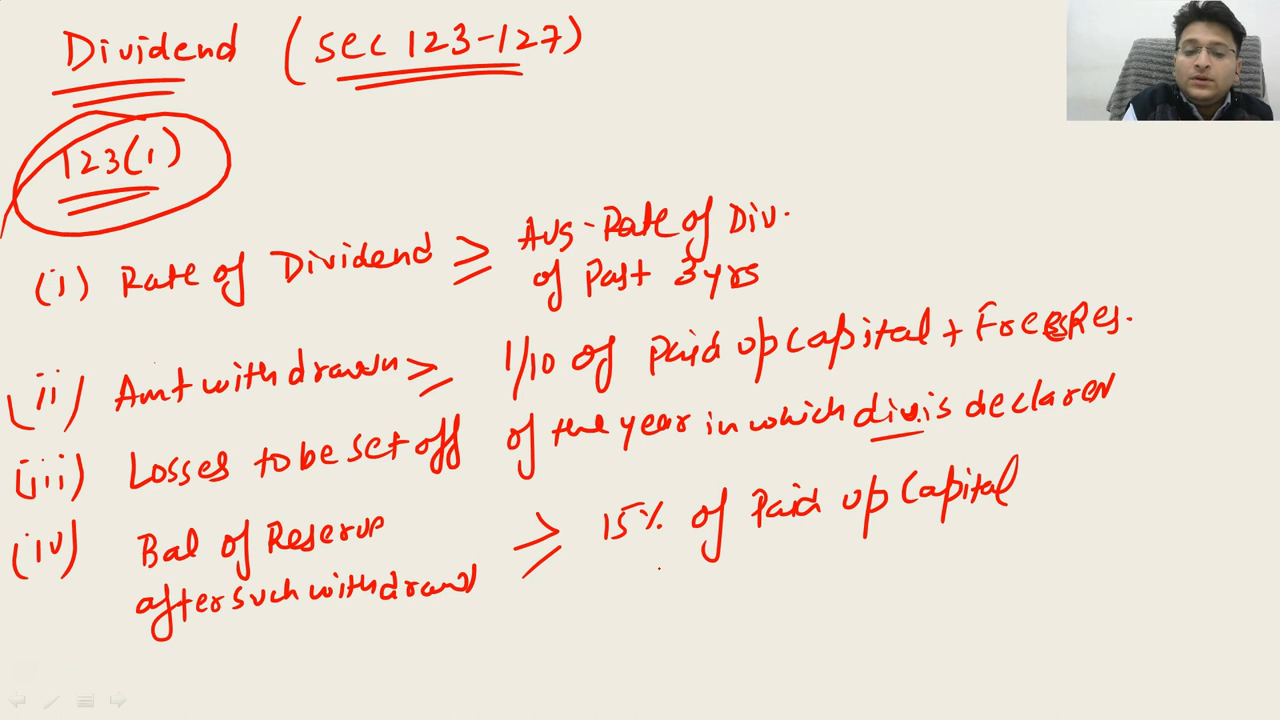 Dividend (Sec 123-127)
123(1)
(i) Rate of Dividend ≥ Avg. Rate of Div.
of Past 3 yrs
(ii) Amt withdrawn ≥ 1/10 of Paid up Capital + Free Res.
(iii) Losses to be set off of the year in which div. is declared
(iv) Bal of Reserve
after such withdrawl ≥ 15% of Paid up Capital